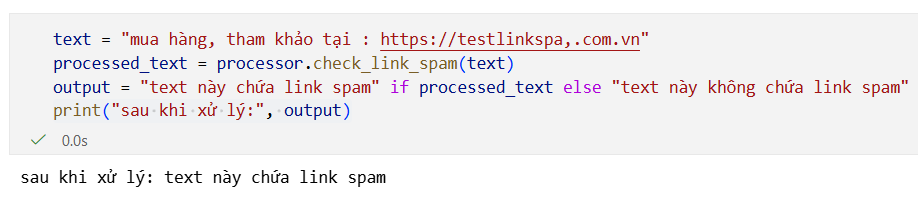 text = "mua hàng, tham khảo tại : https://testlinkspa,.com.vn"
processed_text = processor.check_link_spam(text)
output = "text này chứa link spam" if processed_text else "text này không chứa link spam"
print("sau khi xử lý:", output)
0.0s
sau khi xử lý: text này chứa link spam